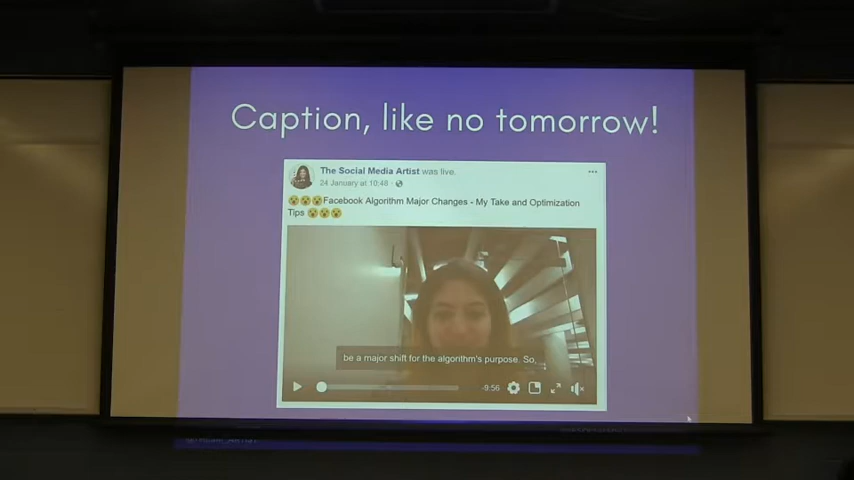 Caption, like no tomorrow!
The Social Media Artist was live.
24 January at 10:48
Facebook Algorithm Major Changes - My Take and Optimization
Tips
be a major shift for the algorithm's purpose. So,
-9:56